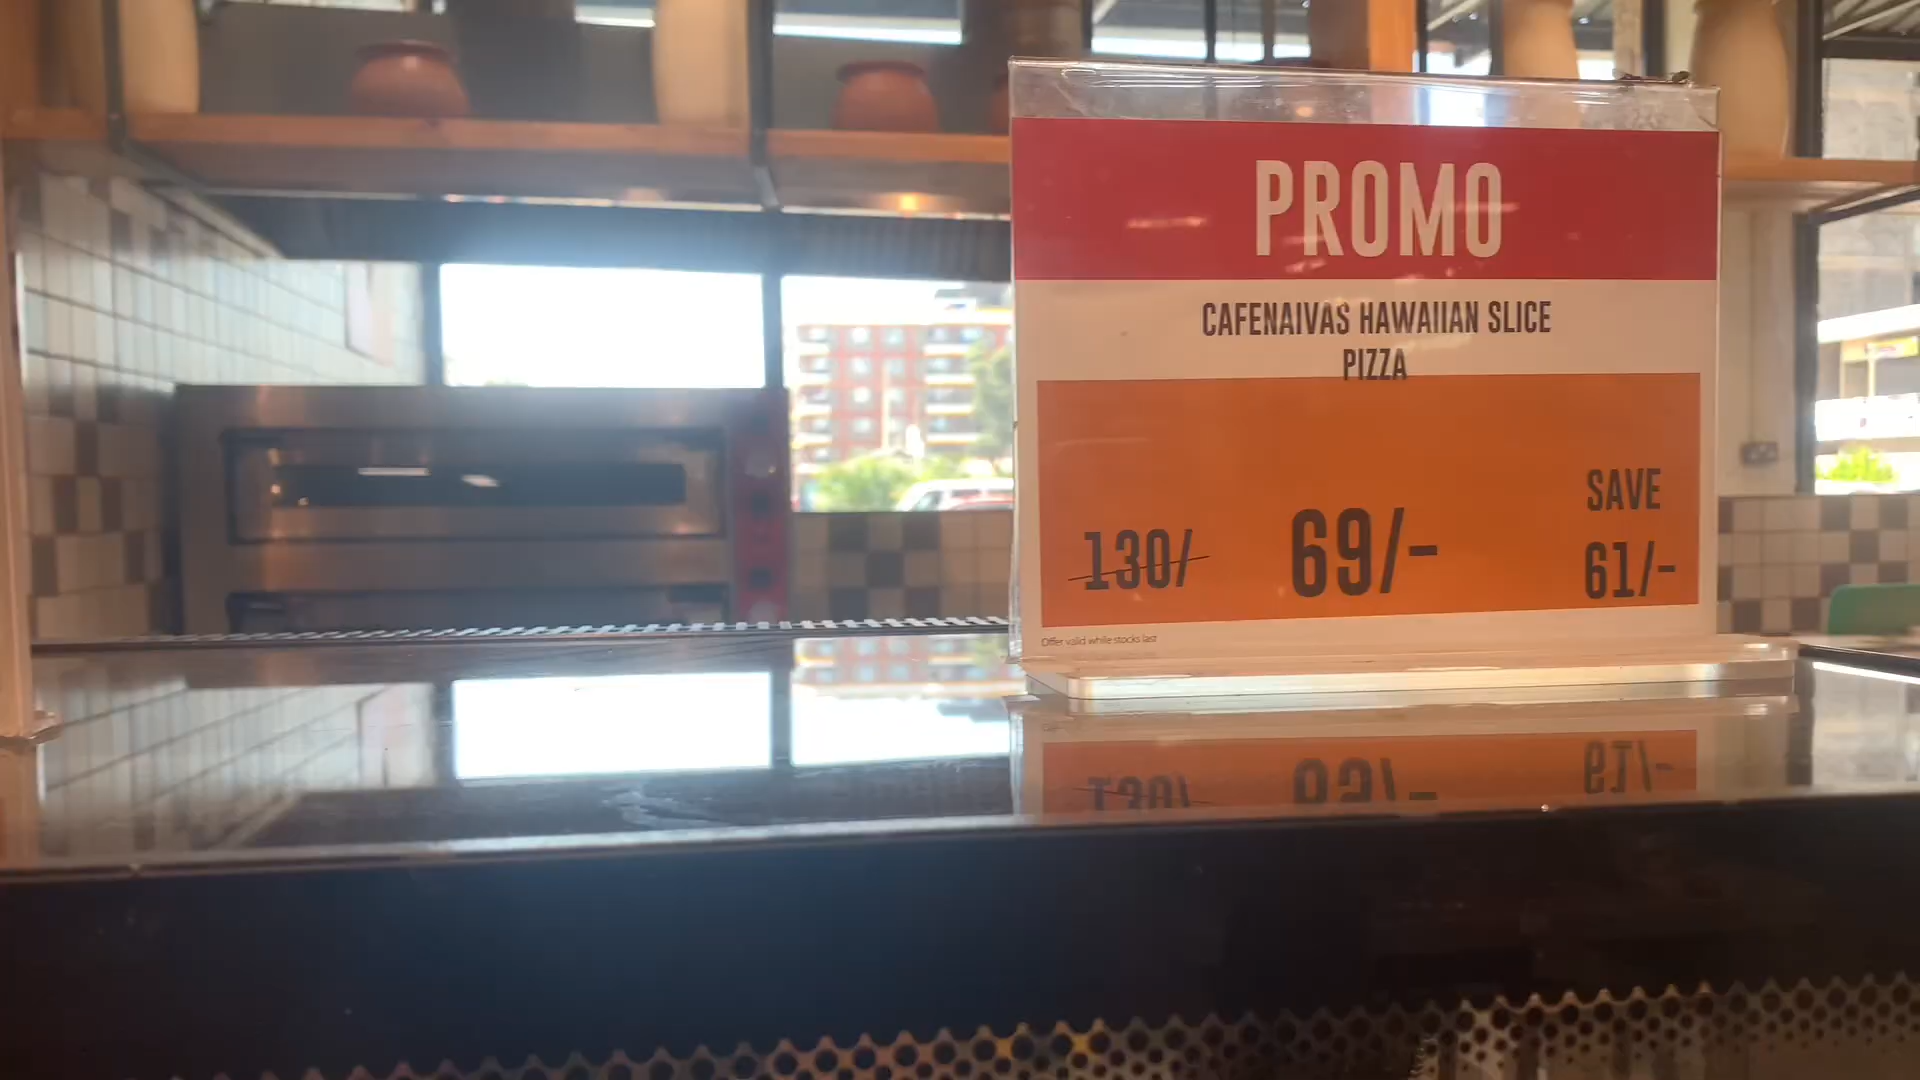 PROMO
CAFENAIVAS HAWAIIAN SLICE
PIZZA
130/
69/-
SAVE
61/-
Offer valid while stocks last